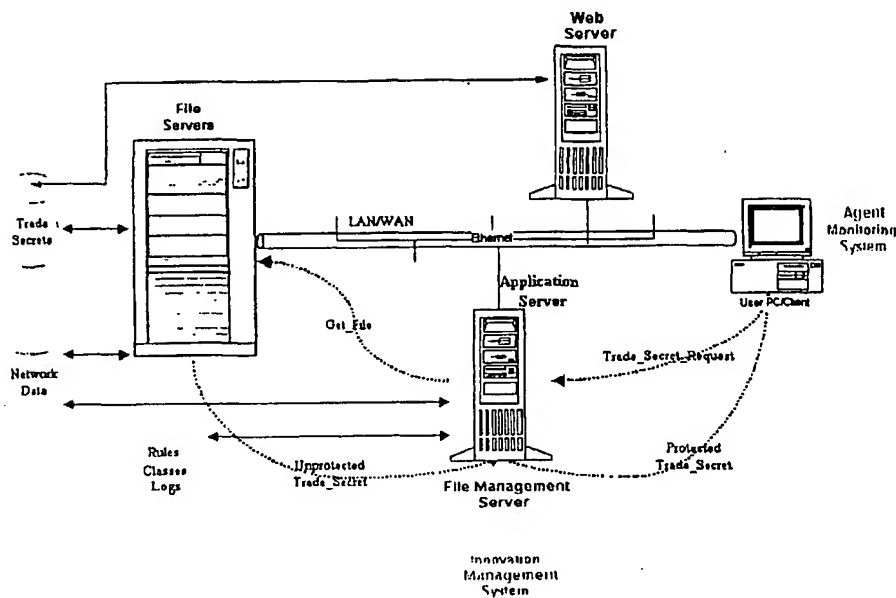 Web
Server
File
Servers
Trade
Secrets
LAN/WAN
Ethernet
Agent
Monitoring
System
Application
Server
User PC/Client
Get_File
Trade_Secret_Request
Network
Data
Rules
Classes
Logs
Unprotected
Trade_Secret
Protected
Trade_Secret
File Management
Server
Innovation
Management
System